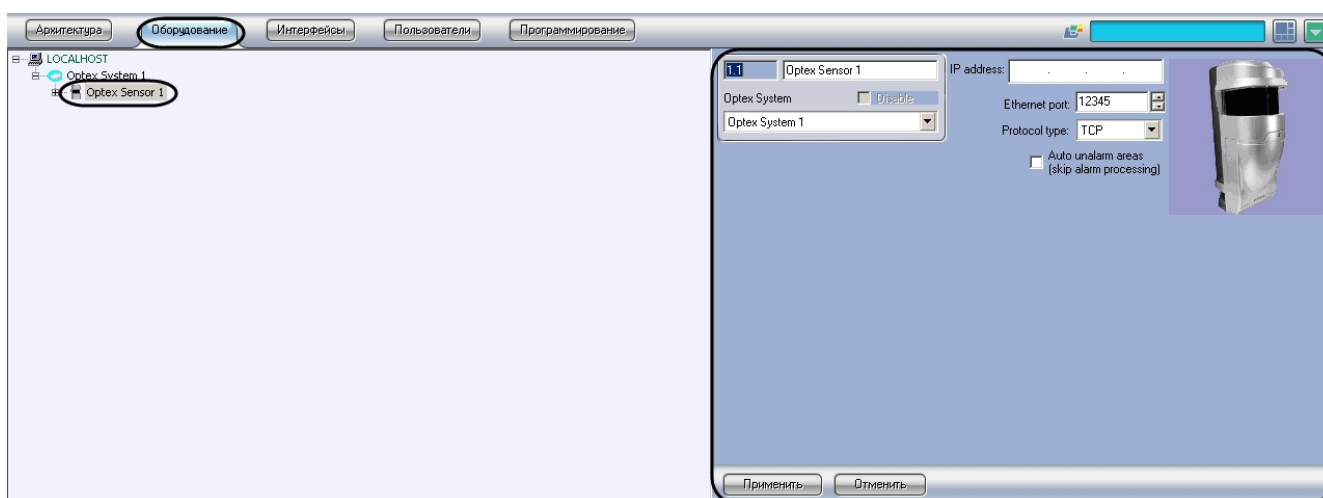 Архитектура Оборудование Интерфейсы Пользователи Программирование
LOCALHOST
Optex System 1
Optex Sensor 1
1.1 Optex Sensor 1
Optex System Disable
Optex System 1
IP address: . . .
Ethernet port: 12345
Protocol type: TCP
Auto unalarm areas
(skip alarm processing)
Применить Отменить